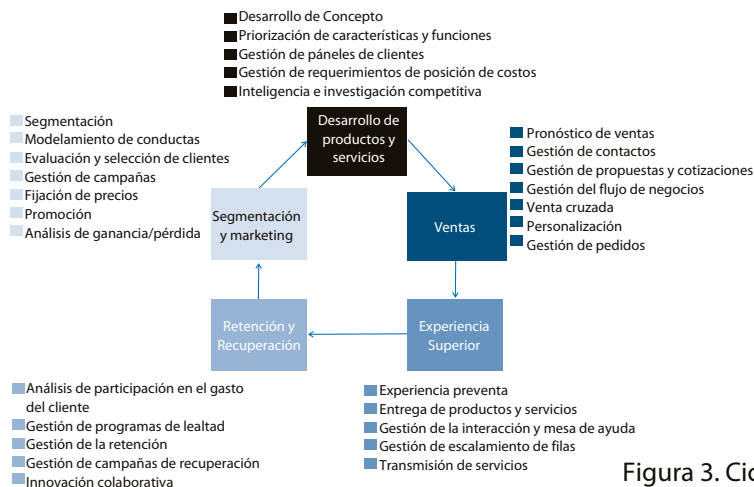 Desarrollo de Concepto
Priorización de características y funciones
Gestión de páneles de clientes
Gestión de requerimientos de posición de costos
Inteligencia e investigación competitiva
Desarrollo de
productos y
servicios
Segmentación
Modelamiento de conductas
Evaluación y selección de clientes
Gestión de campañas
Fijación de precios
Promoción
Análisis de ganancia/pérdida
Segmentación
y marketing
Ventas
Pronóstico de ventas
Gestión de contactos
Gestión de propuestas y cotizaciones
Gestión del flujo de negocios
Venta cruzada
Personalización
Gestión de pedidos
Retención y
Recuperación
Experiencia
Superior
Análisis de participación en el gasto
del cliente
Gestión de programas de lealtad
Gestión de la retención
Gestión de campañas de recuperación
Innovación colaborativa
Experiencia preventa
Entrega de productos y servicios
Gestión de la interacción y mesa de ayuda
Gestión de escalamiento de filas
Transmisión de servicios
Figura 3.